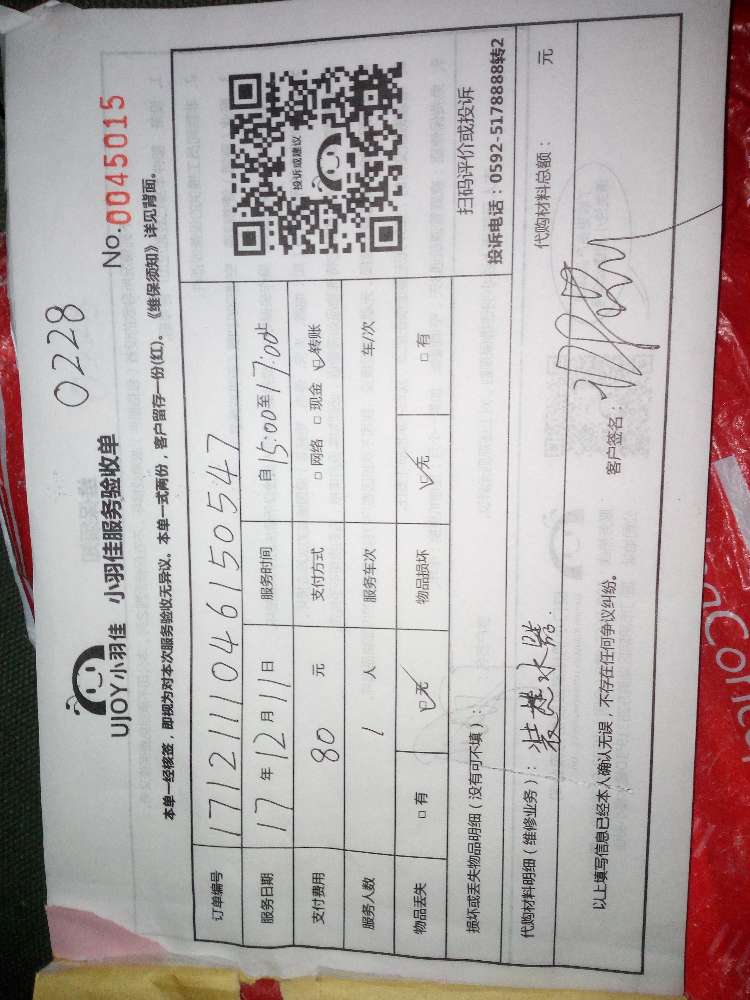 0228
UJOY小羽佳 小羽佳服务验收单 No.0045015
本单一经核签，即视为对本次服务验收无异议。本单一式两份，客户留存一份(红)。《维保须知》详见背面。
订单编号 171211104615054​7
服务日期 17年12月11日 服务时间 自15:00至17:00止
支付费用 80 元 支付方式 □网络 □现金 ☑转账
服务人数 1 人 服务车次 车/次
物品丢失 □有 ☑无 物品损坏 ☑无 □有
投诉或建议
扫码评价或投诉
投诉电话：0592-5178888转2
损坏或丢失物品明细（没有可不填）：
代购材料明细（维修业务）：装热水器. 代购材料总额： 元
以上填写信息已经本人确认无误，不存在任何争议纠纷。 客户签名：